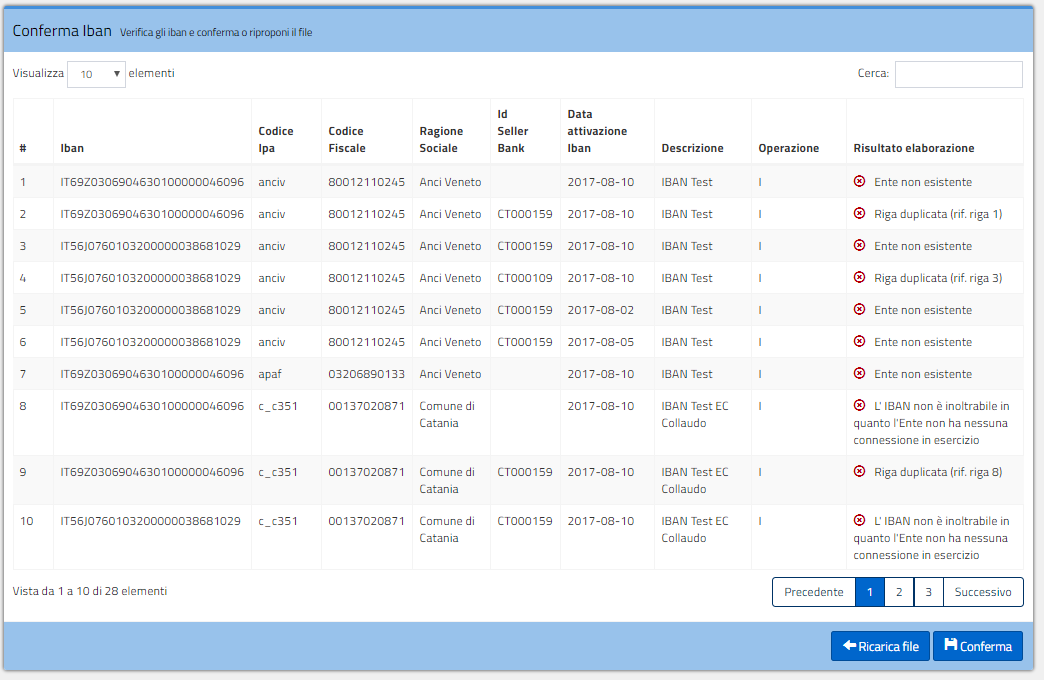 Conferma Iban Verifica gli iban e conferma o riproponi il file
Visualizza 10 elementi Cerca:
# Iban Codice Ipa Codice Fiscale Ragione Sociale Id Seller Bank Data attivazione Iban Descrizione Operazione Risultato elaborazione
1 IT69Z0306904630100000046096 anciv 80012110245 Anci Veneto 2017-08-10 IBAN Test I Ente non esistente
2 IT69Z0306904630100000046096 anciv 80012110245 Anci Veneto CT000159 2017-08-10 IBAN Test I Riga duplicata (rif. riga 1)
3 IT56J0760103200000038681029 anciv 80012110245 Anci Veneto CT000159 2017-08-10 IBAN Test I Ente non esistente
4 IT56J0760103200000038681029 anciv 80012110245 Anci Veneto CT000109 2017-08-10 IBAN Test I Riga duplicata (rif. riga 3)
5 IT56J0760103200000038681029 anciv 80012110245 Anci Veneto CT000159 2017-08-02 IBAN Test I Ente non esistente
6 IT56J0760103200000038681029 anciv 80012110245 Anci Veneto CT000159 2017-08-05 IBAN Test I Ente non esistente
7 IT69Z0306904630100000046096 apaf 03206890133 Anci Veneto 2017-08-10 IBAN Test I Ente non esistente
8 IT69Z0306904630100000046096 c_c351 00137020871 Comune di Catania 2017-08-10 IBAN Test EC Collaudo I L' IBAN non è inoltrabile in quanto l'Ente non ha nessuna connessione in esercizio
9 IT69Z0306904630100000046096 c_c351 00137020871 Comune di Catania CT000159 2017-08-10 IBAN Test EC Collaudo I Riga duplicata (rif. riga 8)
10 IT56J0760103200000038681029 c_c351 00137020871 Comune di Catania CT000159 2017-08-10 IBAN Test EC Collaudo I L' IBAN non è inoltrabile in quanto l'Ente non ha nessuna connessione in esercizio
Vista da 1 a 10 di 28 elementi Precedente 1 2 3 Successivo
Ricarica file Conferma